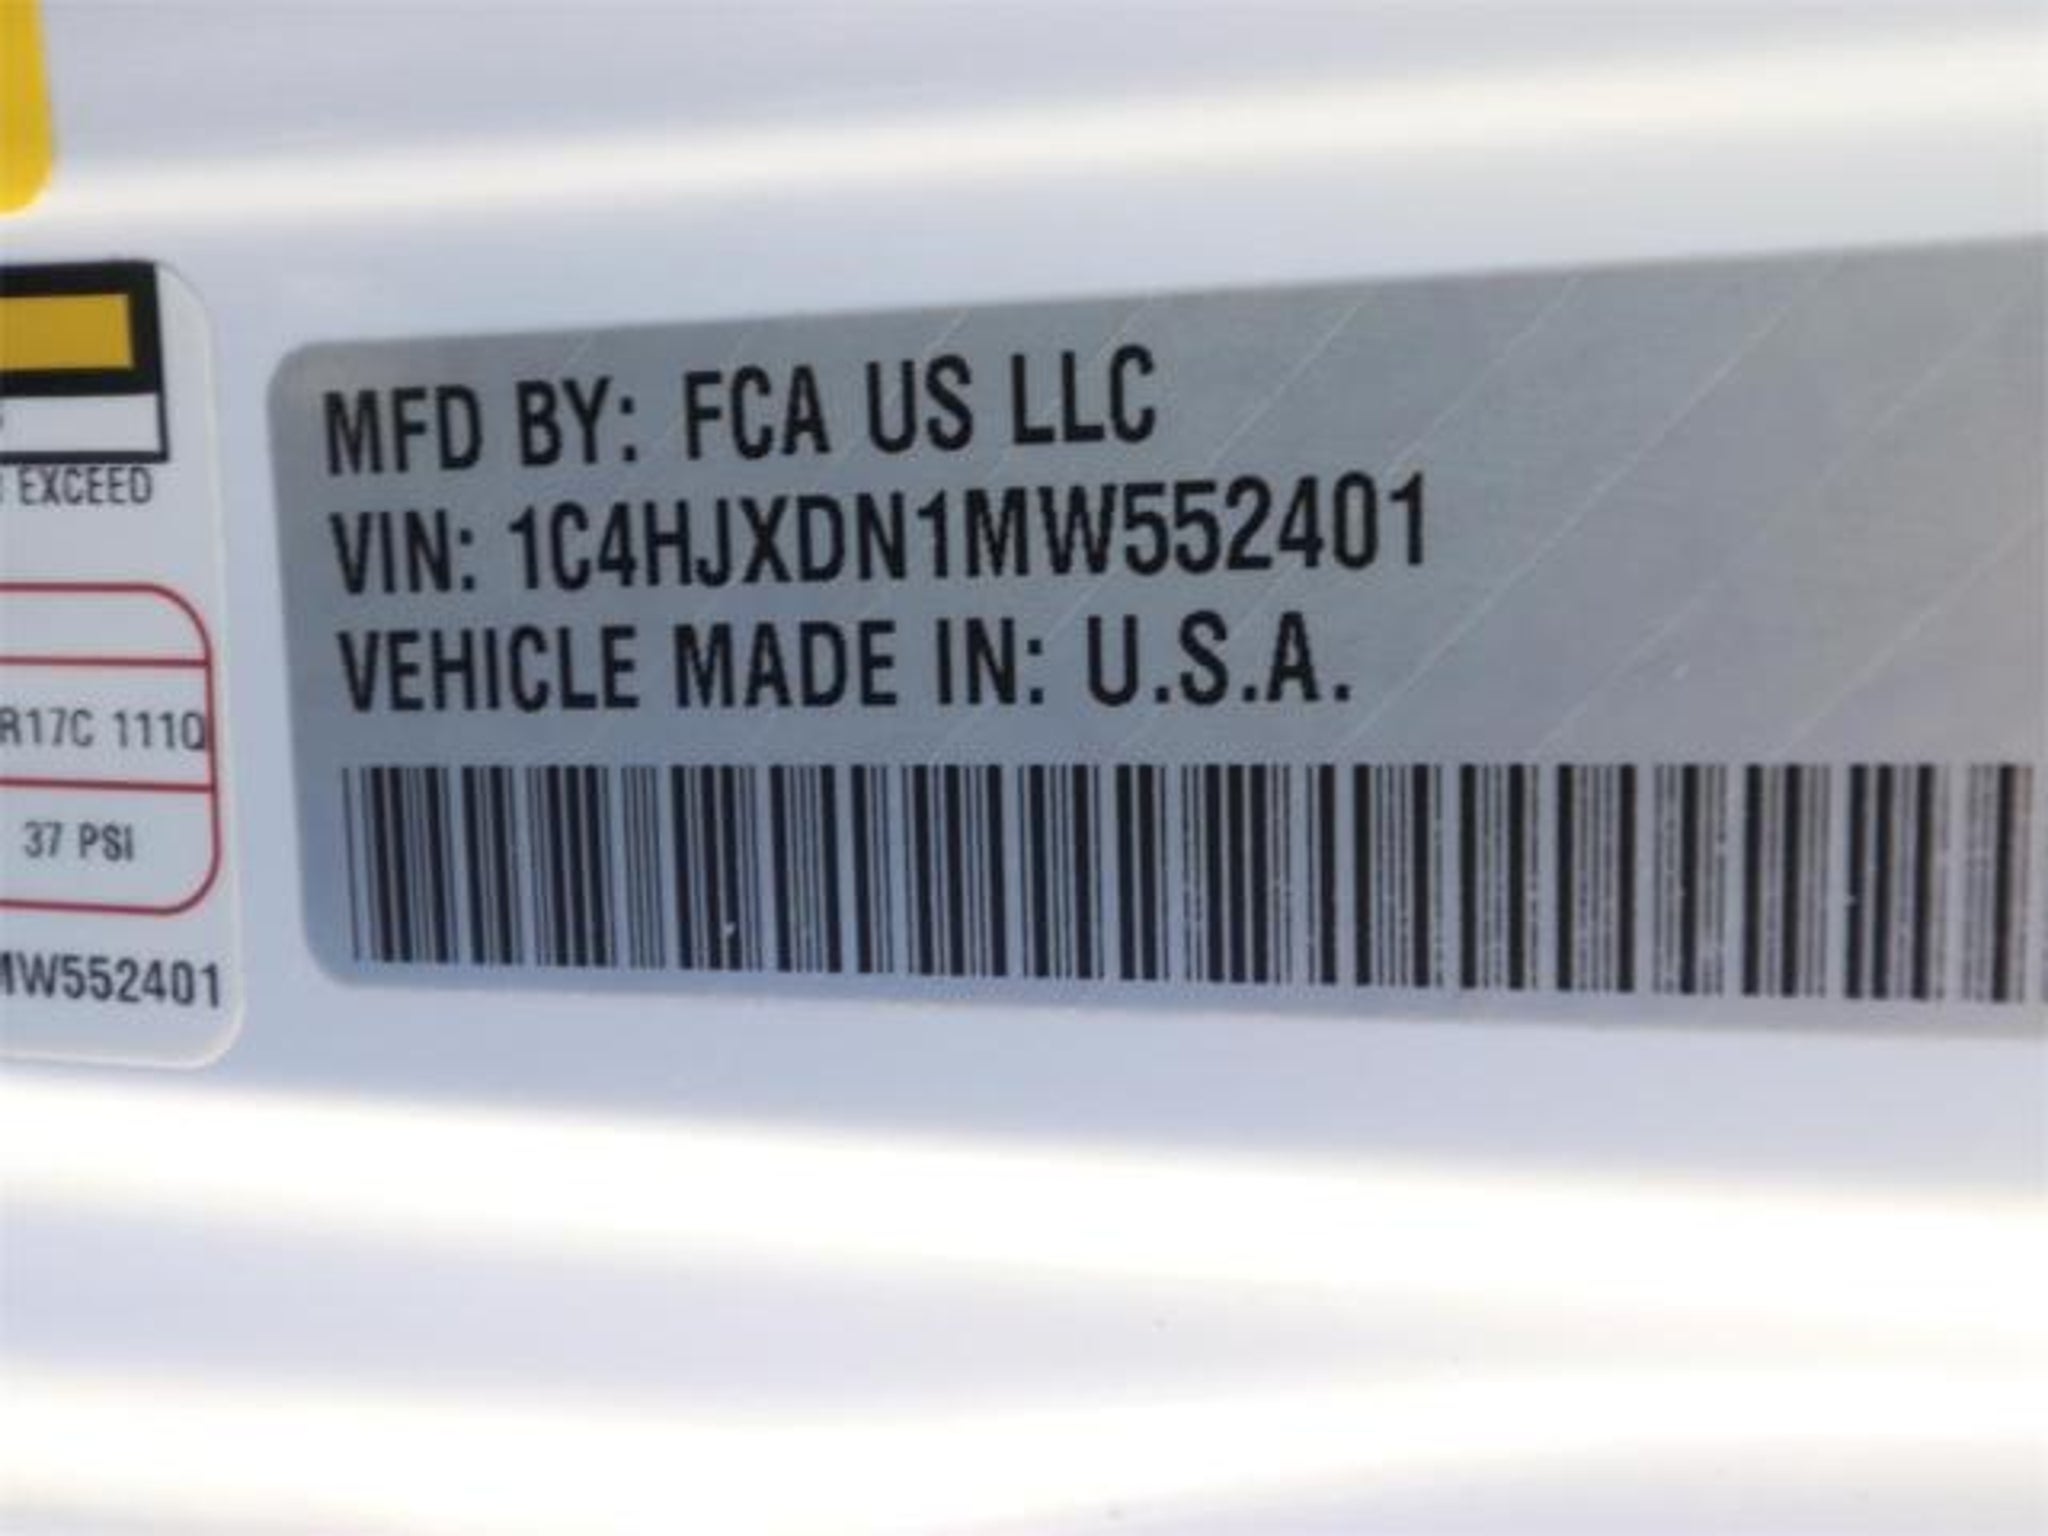 EXCEED
R17C 111Q
37 PSI
MW552401
MFD BY: FCA US LLC
VIN: 1C4HJXDN1MW552401
VEHICLE MADE IN: U.S.A.